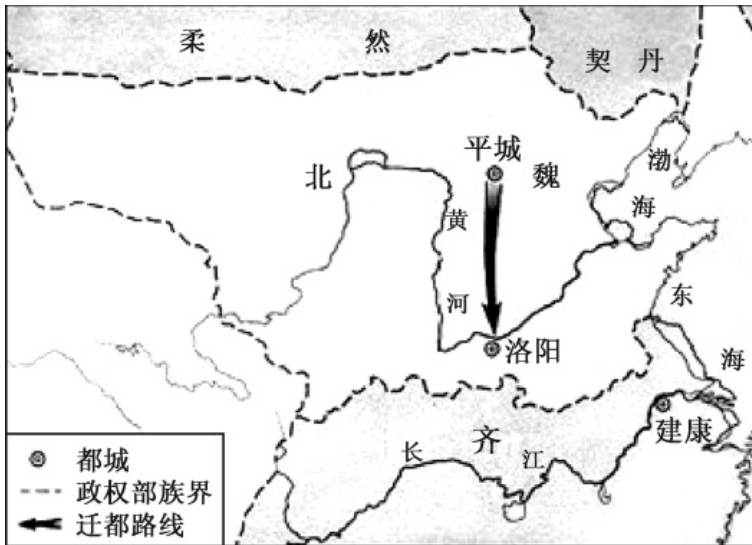 柔然
契丹
平城
北魏
渤海
黄河
洛阳
东海
建康
齐
长江
都城
政权部族界
迁都路线